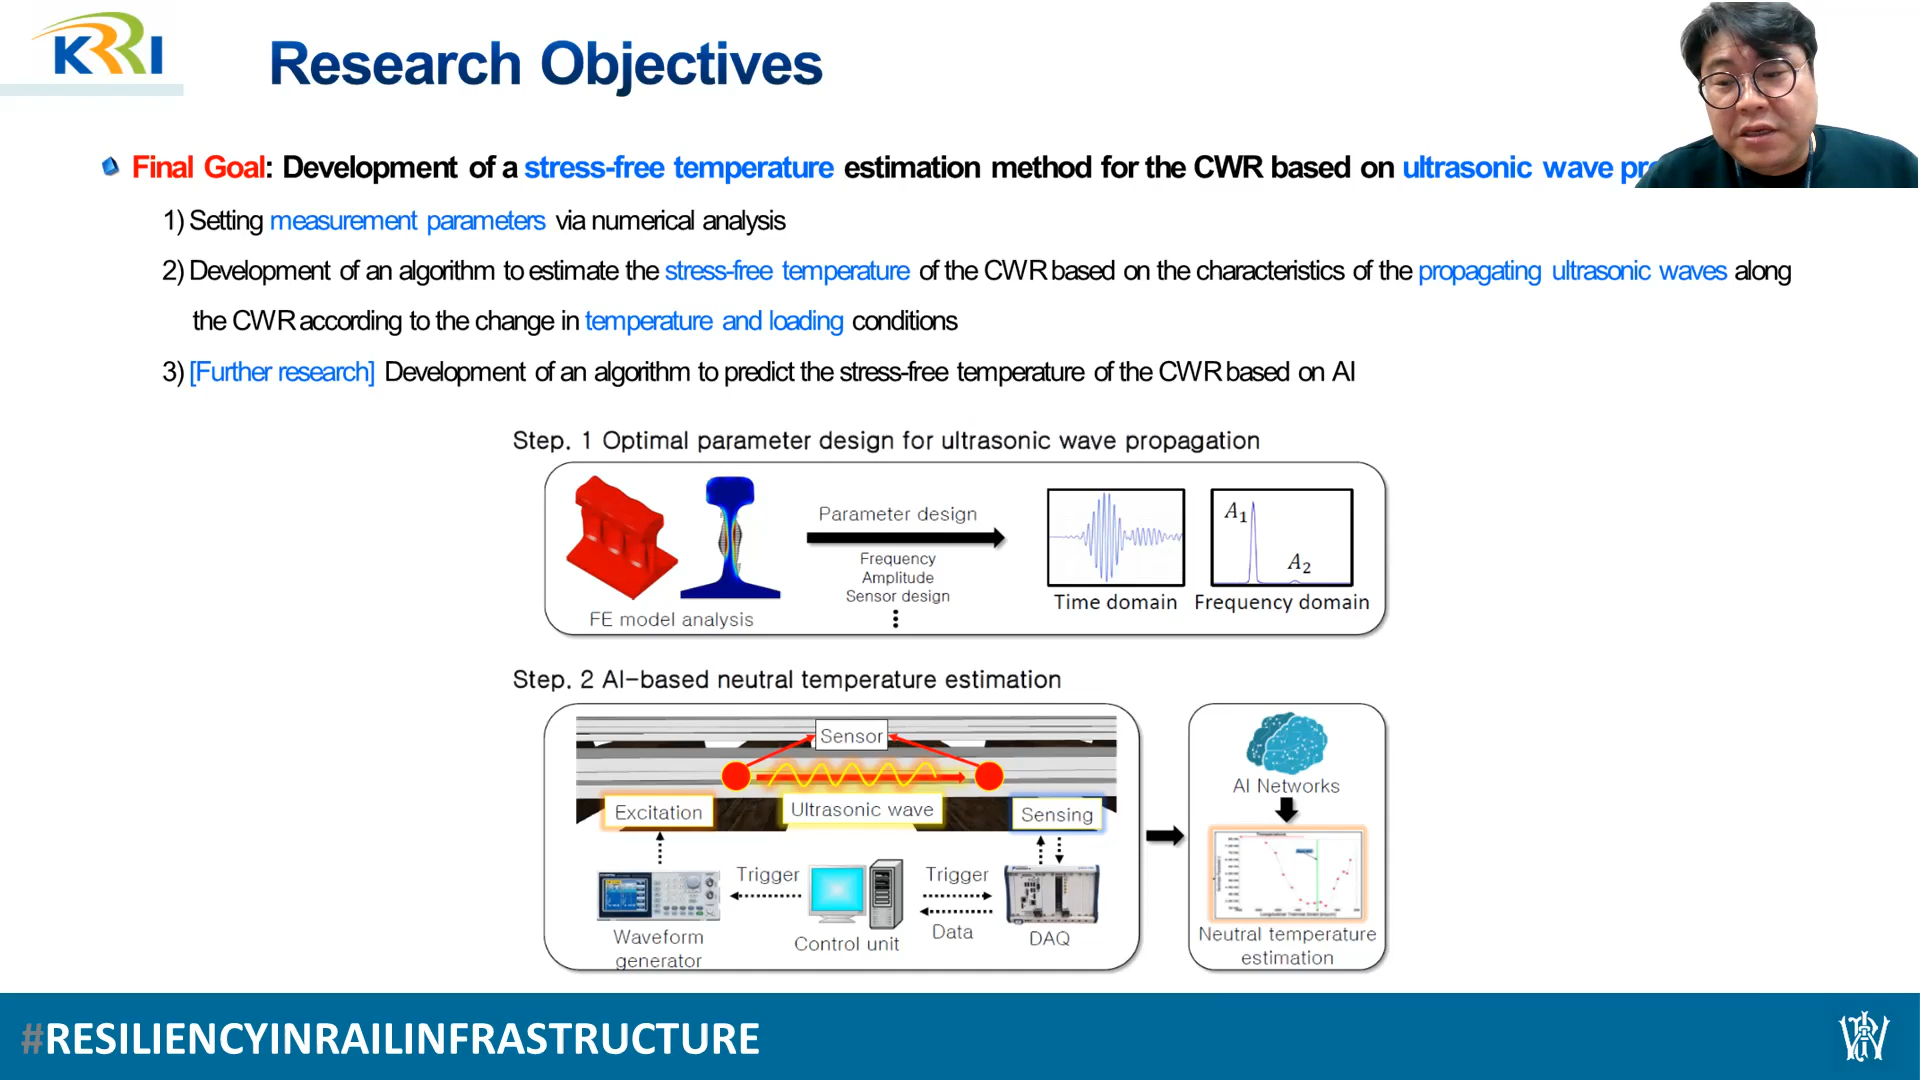 KRRI
Research Objectives
Final Goal: Development of a stress-free temperature estimation method for the CWR based on ultrasonic wave
1) Setting measurement parameters via numerical analysis
2) Development of an algorithm to estimate the stress-free temperature of the CWR based on the characteristics of the propagating ultrasonic waves along
the CWR according to the change in temperature and loading conditions
3) [Further research] Development of an algorithm to predict the stress-free temperature of the CWR based on AI
Step. 1 Optimal parameter design for ultrasonic wave propagation
Parameter design
Frequency
Amplitude
Sensor design
FE model analysis
A1
A2
Time domain
Frequency domain
Step. 2 AI-based neutral temperature estimation
Sensor
Excitation
Ultrasonic wave
Sensing
Trigger
Trigger
Data
Waveform
generator
Control unit
DAQ
AI Networks
Neutral temperature
estimation
#RESILIENCYINRAILINFRASTRUCTURE